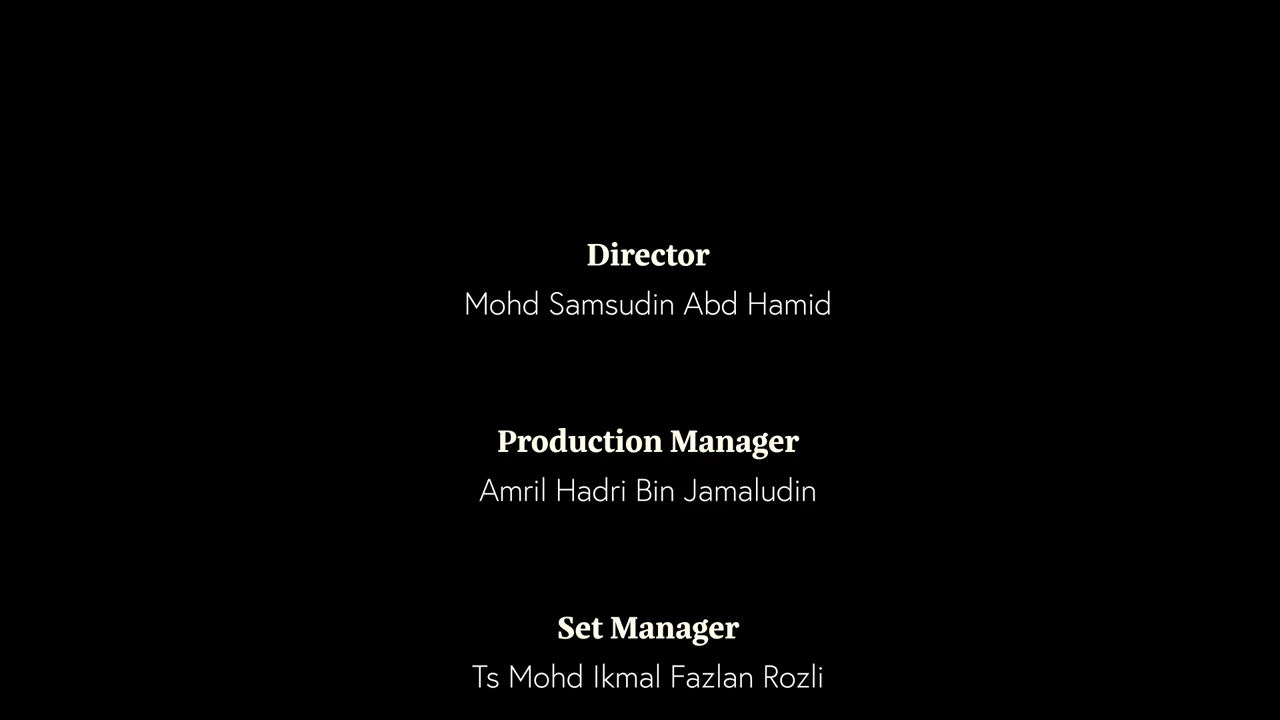 Director
Mohd Samsudin Abd Hamid
Production Manager
Amril Hadri Bin Jamaludin
Set Manager
Ts Mohd Ikmal Fazlan Rozli